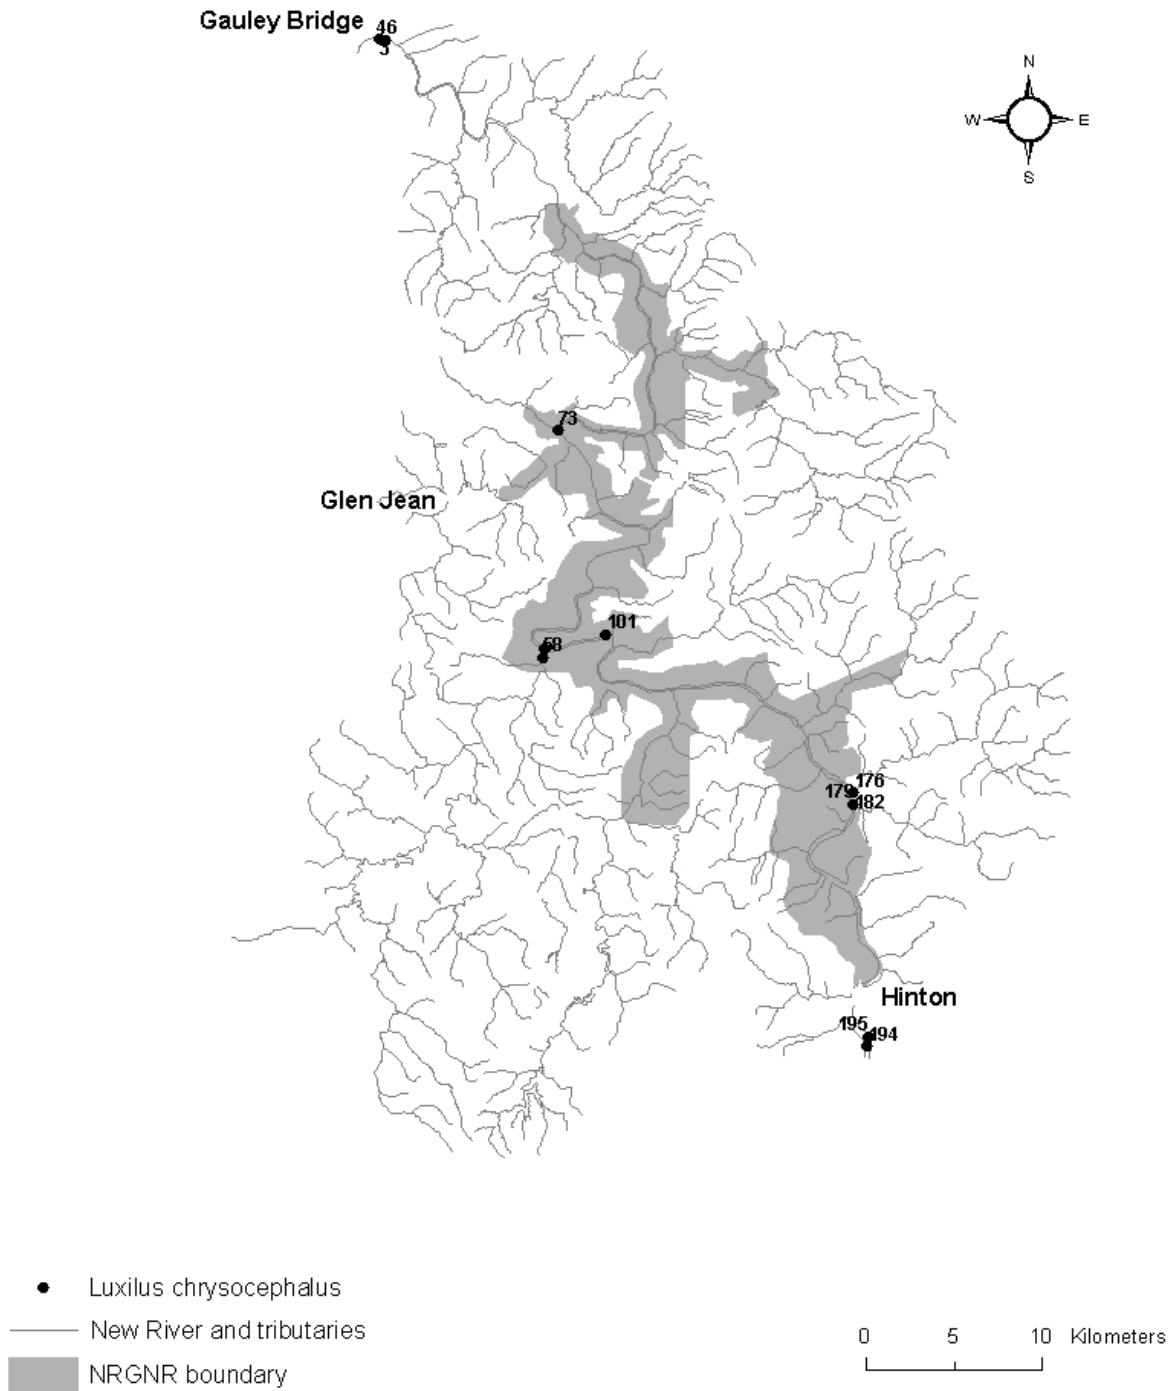 Gauley Bridge
46
3
N
W
E
S
73
Glen Jean
101
58
176
179
182
Hinton
195
194
Luxilus chrysocephalus
New River and tributaries
NRGNR boundary
0 5 10 Kilometers